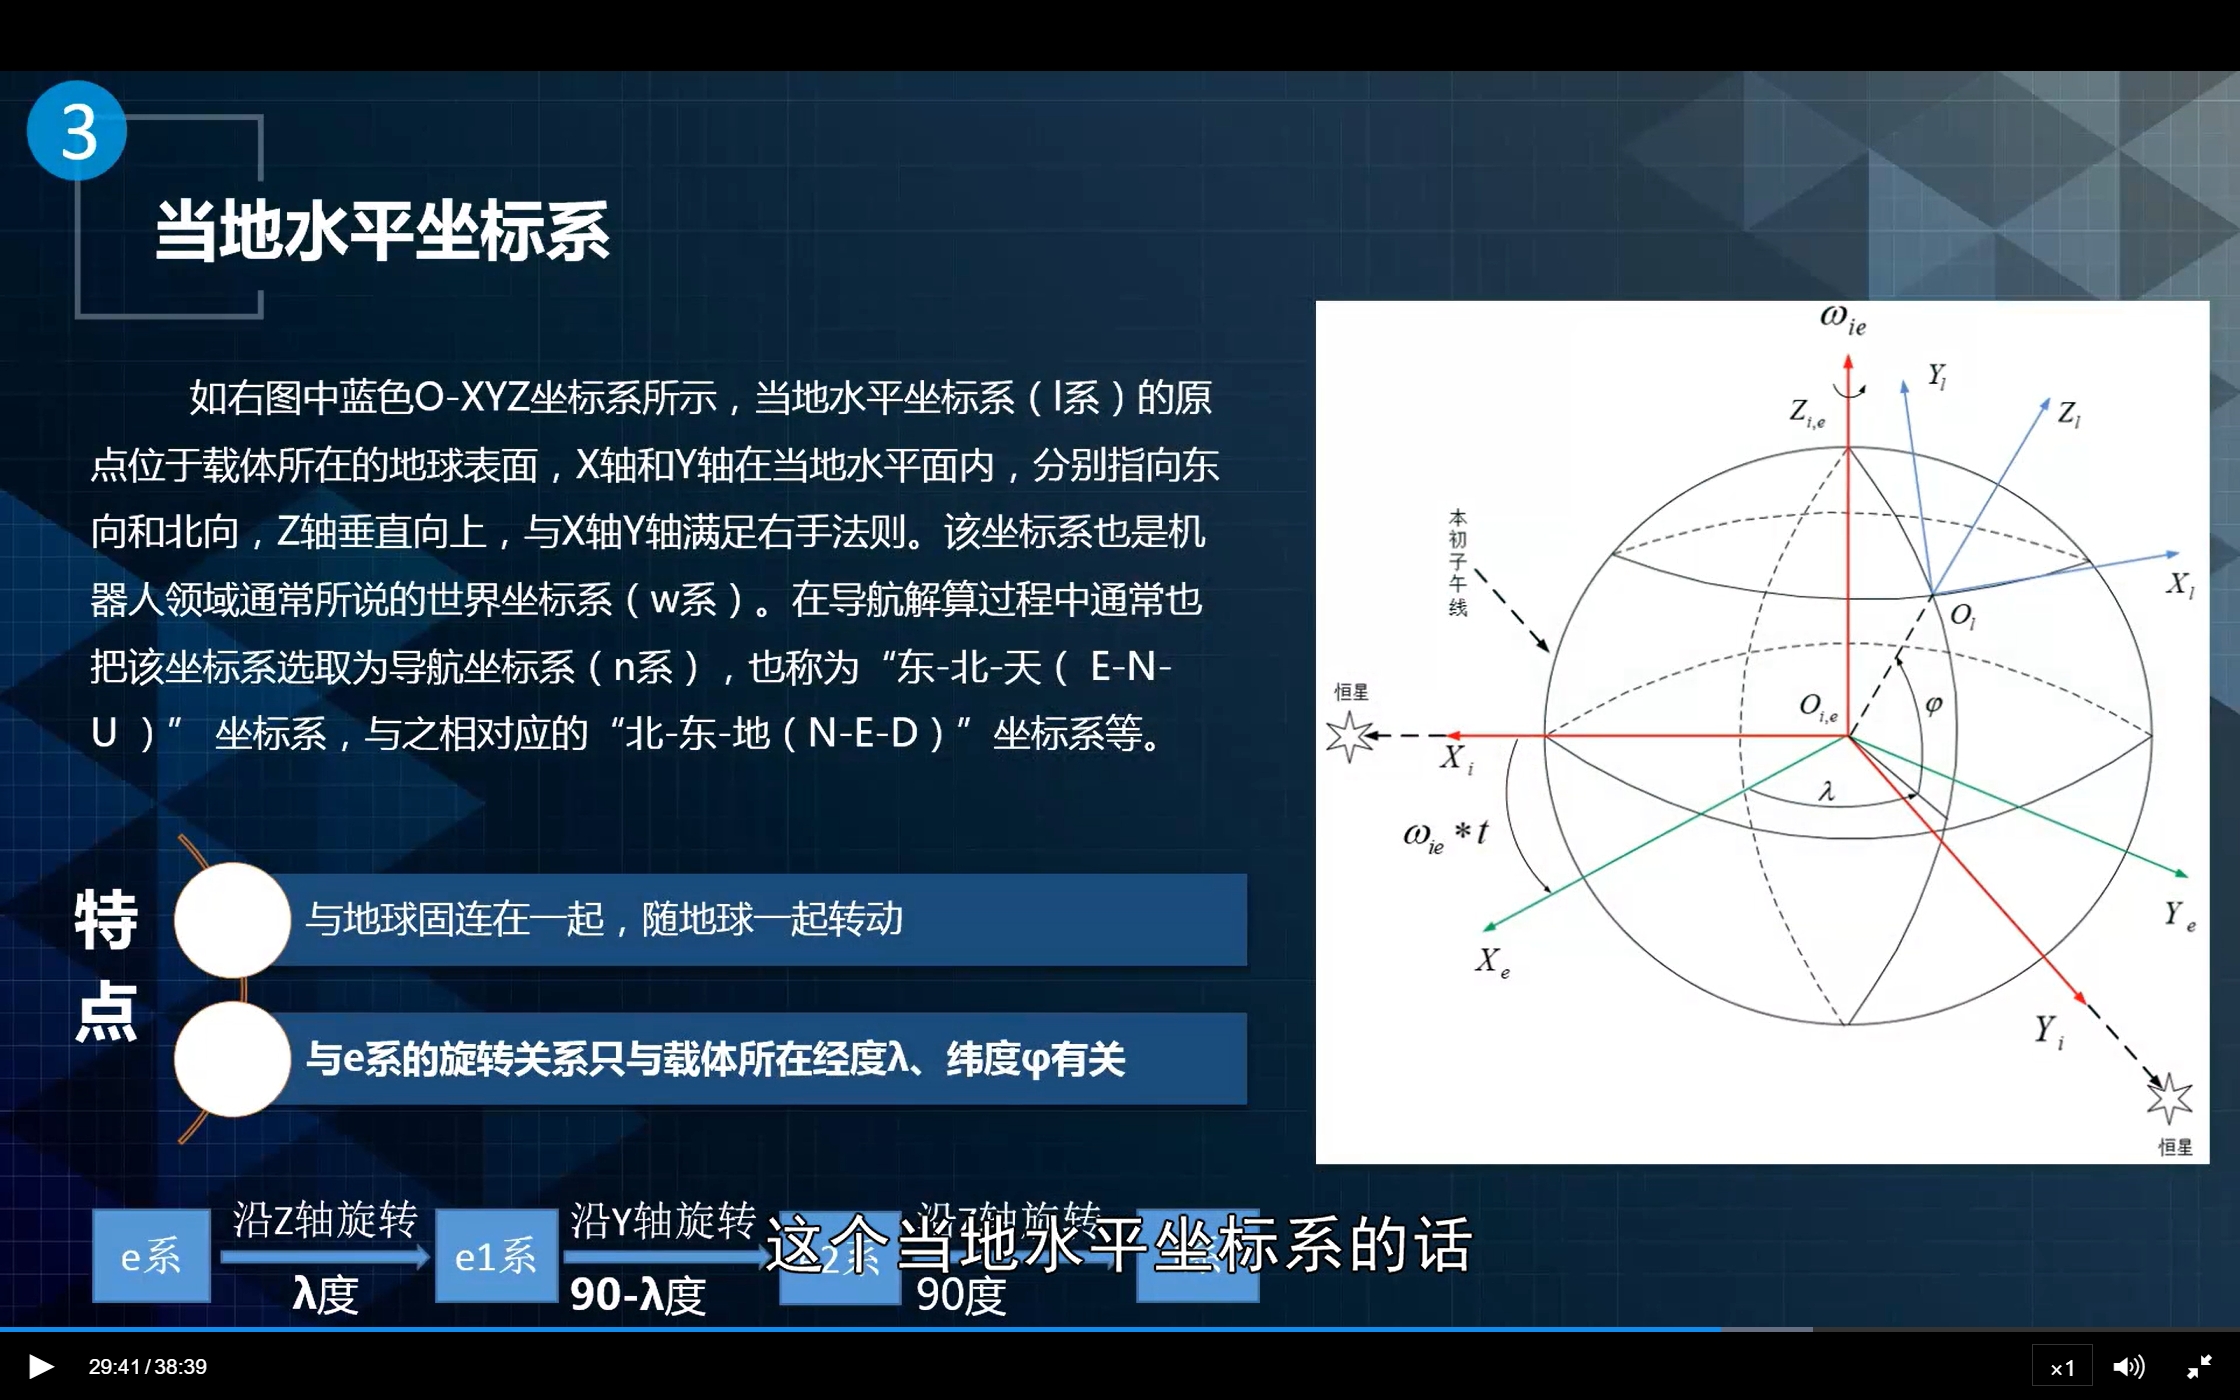 3
当地水平坐标系
如右图中蓝色O-XYZ坐标系所示，当地水平坐标系（l系）的原
点位于载体所在的地球表面，X轴和Y轴在当地水平面内，分别指向东
向和北向，Z轴垂直向上，与X轴Y轴满足右手法则。该坐标系也是机
器人领域通常所说的世界坐标系（w系）。在导航解算过程中通常也
把该坐标系选取为导航坐标系（n系），也称为“东-北-天（ E-N-
U ）” 坐标系，与之相对应的“北-东-地（N-E-D）”坐标系等。
特点
与地球固连在一起，随地球一起转动
与e系的旋转关系只与载体所在经度λ、纬度φ有关
ω_ie
Z_i,e
Y_l
Z_l
X_l
O_l
本初子午线
恒星
X_i
O_i,e
φ
λ
ω_ie * t
X_e
Y_e
Y_i
恒星
e系
沿Z轴旋转
λ度
e1系
沿Y轴旋转
90-λ度
2系
沿Z轴旋转
90度
这个当地水平坐标系的话
29:41/38:39
×1